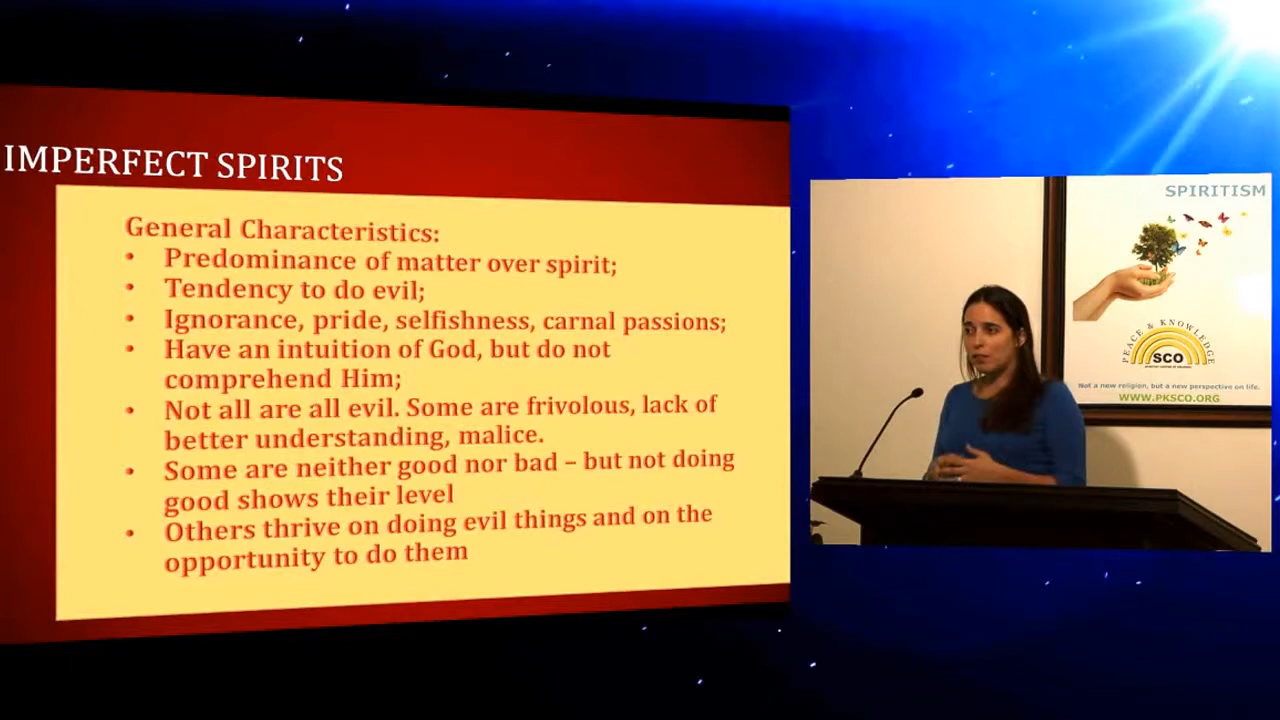 IMPERFECT SPIRITS
General Characteristics:
• Predominance of matter over spirit;
• Tendency to do evil;
• Ignorance, pride, selfishness, carnal passions;
• Have an intuition of God, but do not
comprehend Him;
• Not all are all evil. Some are frivolous, lack of
better understanding, malice.
• Some are neither good nor bad – but not doing
good shows their level
• Others thrive on doing evil things and on the
opportunity to do them
SPIRITISM
PEACE & KNOWLEDGE
SCO
Not a new religion, but a new perspective on life.
WWW.PKSCO.ORG